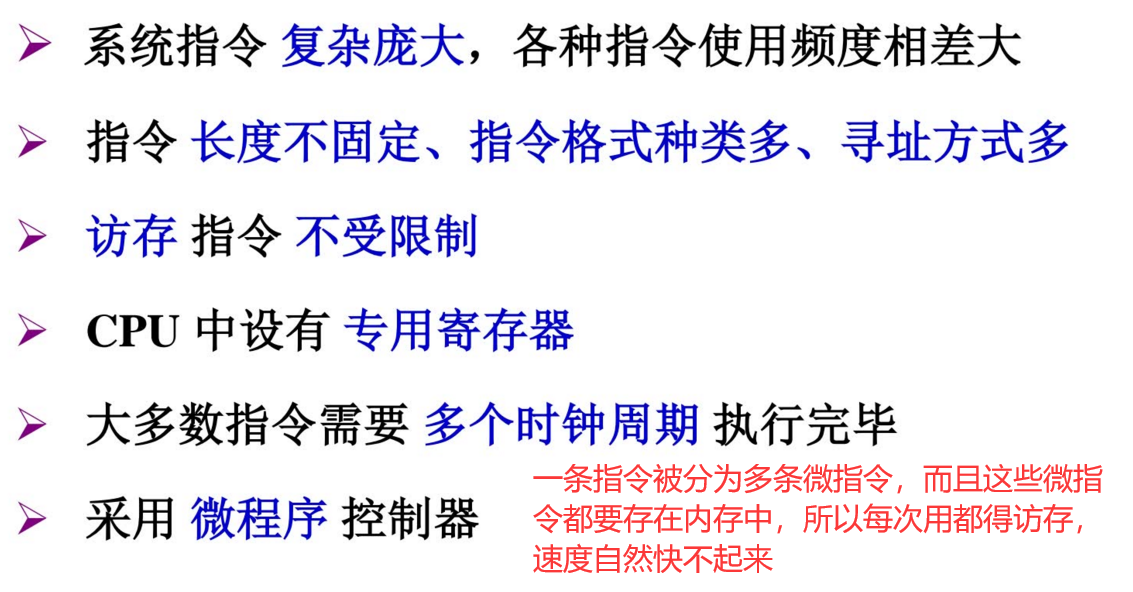 系统指令 复杂庞大，各种指令使用频度相差大
指令 长度不固定、指令格式种类多、寻址方式多
访存 指令 不受限制
CPU 中设有 专用寄存器
大多数指令需要 多个时钟周期 执行完毕
采用 微程序 控制器
一条指令被分为多条微指令，而且这些微指
令都要存在内存中，所以每次用都得访存，
速度自然快不起来